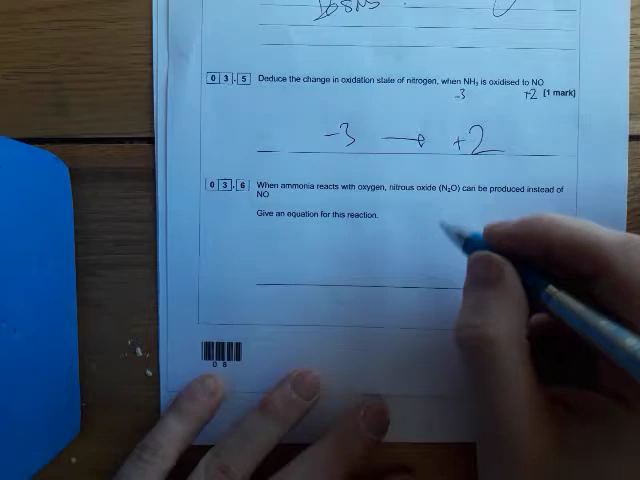 0 3 . 5 Deduce the change in oxidation state of nitrogen, when NH₃ is oxidised to NO
-3 +2 [1 mark]
-3 → +2
0 3 . 6 When ammonia reacts with oxygen, nitrous oxide (N₂O) can be produced instead of
NO
Give an equation for this reaction.
0 8